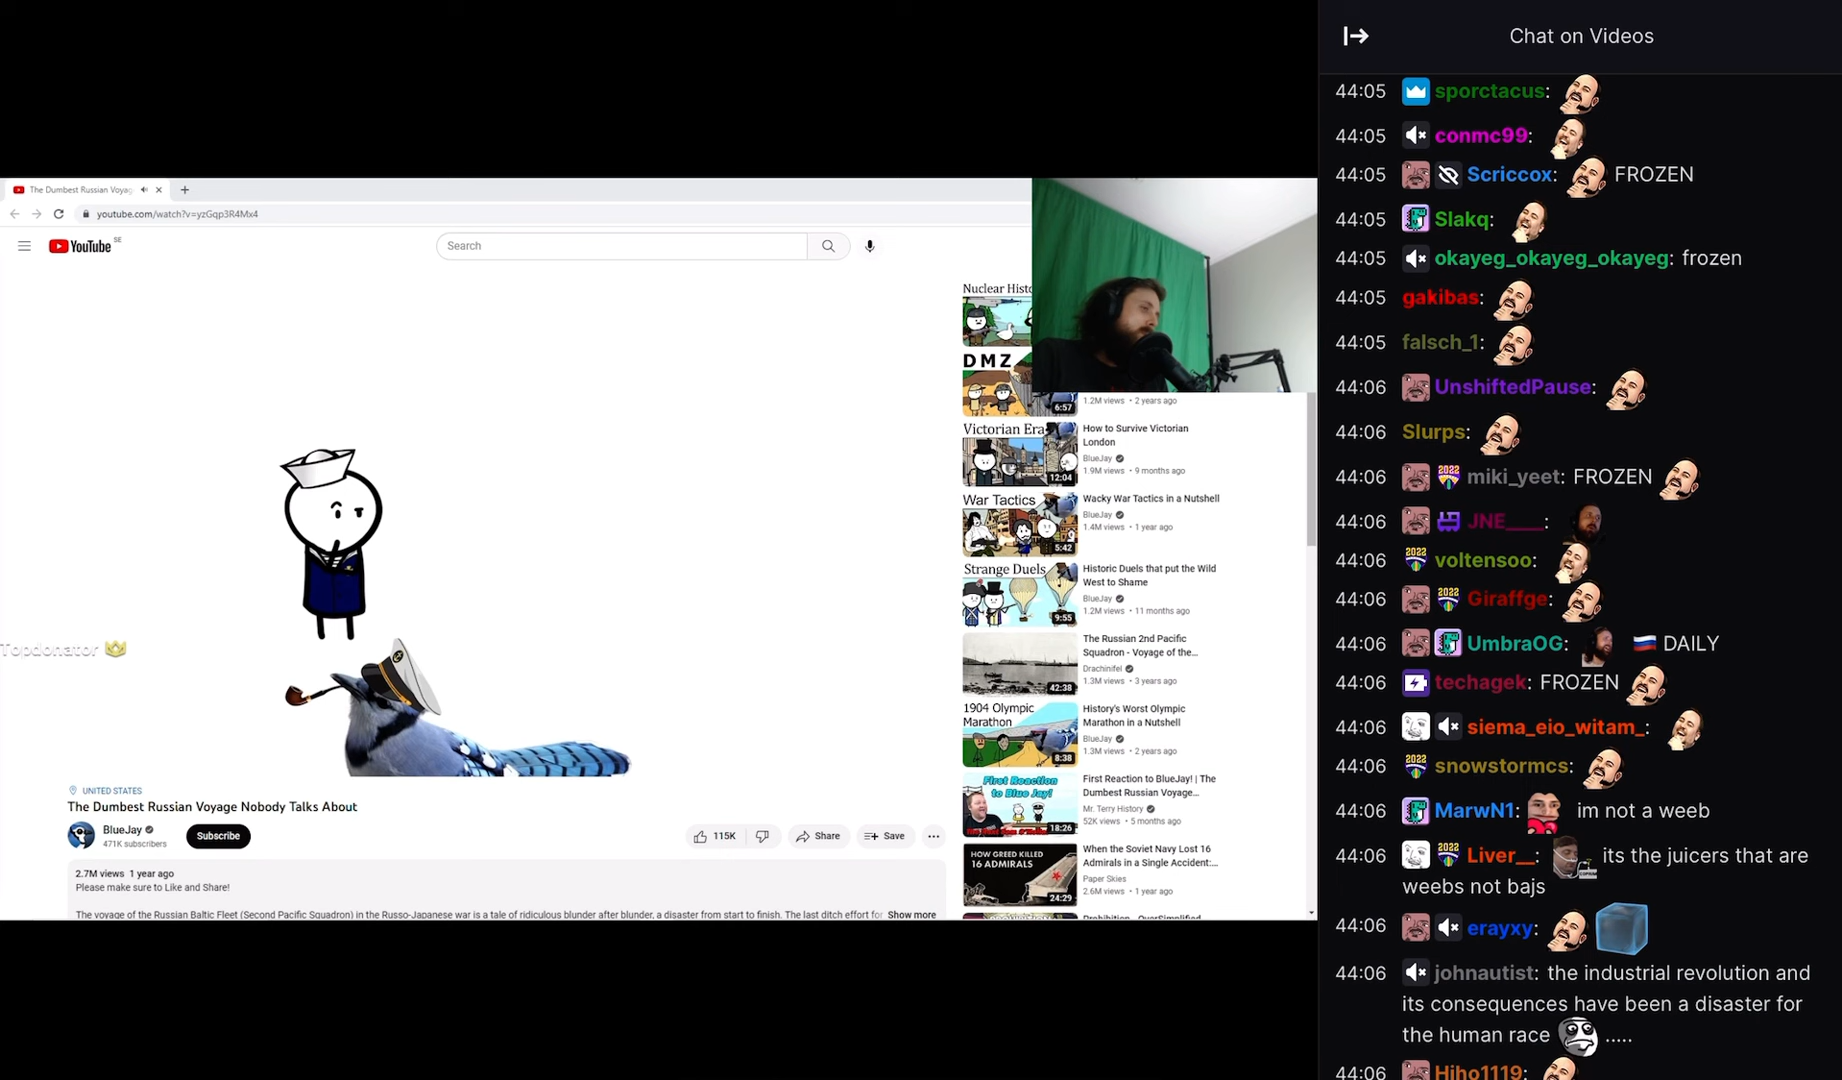 The Dumbest Russian Voya
youtube.com/watch?v=yzGqp3R4Mx4
YouTube SE
Search
Topdonator
UNITED STATES
The Dumbest Russian Voyage Nobody Talks About
BlueJay
471K subscribers
Subscribe
115K
Share
Save
2.7M views 1 year ago
Please make sure to Like and Share!
The voyage of the Russian Baltic Fleet (Second Pacific Squadron) in the Russo-Japanese war is a tale of ridiculous blunder after blunder, a disaster from start to finish. The last ditch effort for Show more
Nuclear Histo
DMZ
6:57
1.2M views • 2 years ago
Victorian Era
12:04
How to Survive Victorian
London
BlueJay
1.9M views • 9 months ago
War Tactics
5:42
Wacky War Tactics in a Nutshell
BlueJay
1.4M views • 1 year ago
Strange Duels
9:55
Historic Duels that put the Wild
West to Shame
BlueJay
1.2M views • 11 months ago
42:38
The Russian 2nd Pacific
Squadron - Voyage of the...
Drachinifel
1.3M views • 3 years ago
1904 Olympic
Marathon
8:38
History's Worst Olympic
Marathon in a Nutshell
BlueJay
1.3M views • 2 years ago
First Reaction
to Blue Jay!
18:26
First Reaction to BlueJay! | The
Dumbest Russian Voyage...
Mr. Terry History
52K views • 5 months ago
HOW GREED KILLED
16 ADMIRALS
24:29
When the Soviet Navy Lost 16
Admirals in a Single Accident:...
Paper Skies
2.6M views • 1 year ago
Prohibition - OverSimplified
Chat on Videos
44:05 sporctacus:
44:05 conmc99:
44:05 Scriccox: FROZEN
44:05 Slakq:
44:05 okayeg_okayeg_okayeg: frozen
44:05 gakibas:
44:05 falsch_1:
44:06 UnshiftedPause:
44:06 Slurps:
44:06 2022 miki_yeet: FROZEN
44:06 JNE____:
44:06 2022 voltensoo:
44:06 2022 Giraffge:
44:06 UmbraOG: DAILY
44:06 techagek: FROZEN
44:06 siema_eio_witam_:
44:06 2022 snowstormcs:
44:06 MarwN1: im not a weeb
44:06 2022 Liver__: its the juicers that are
weebs not bajs
44:06 erayxy:
44:06 johnautist: the industrial revolution and
its consequences have been a disaster for
the human race .....
44:06 Hiho1119: